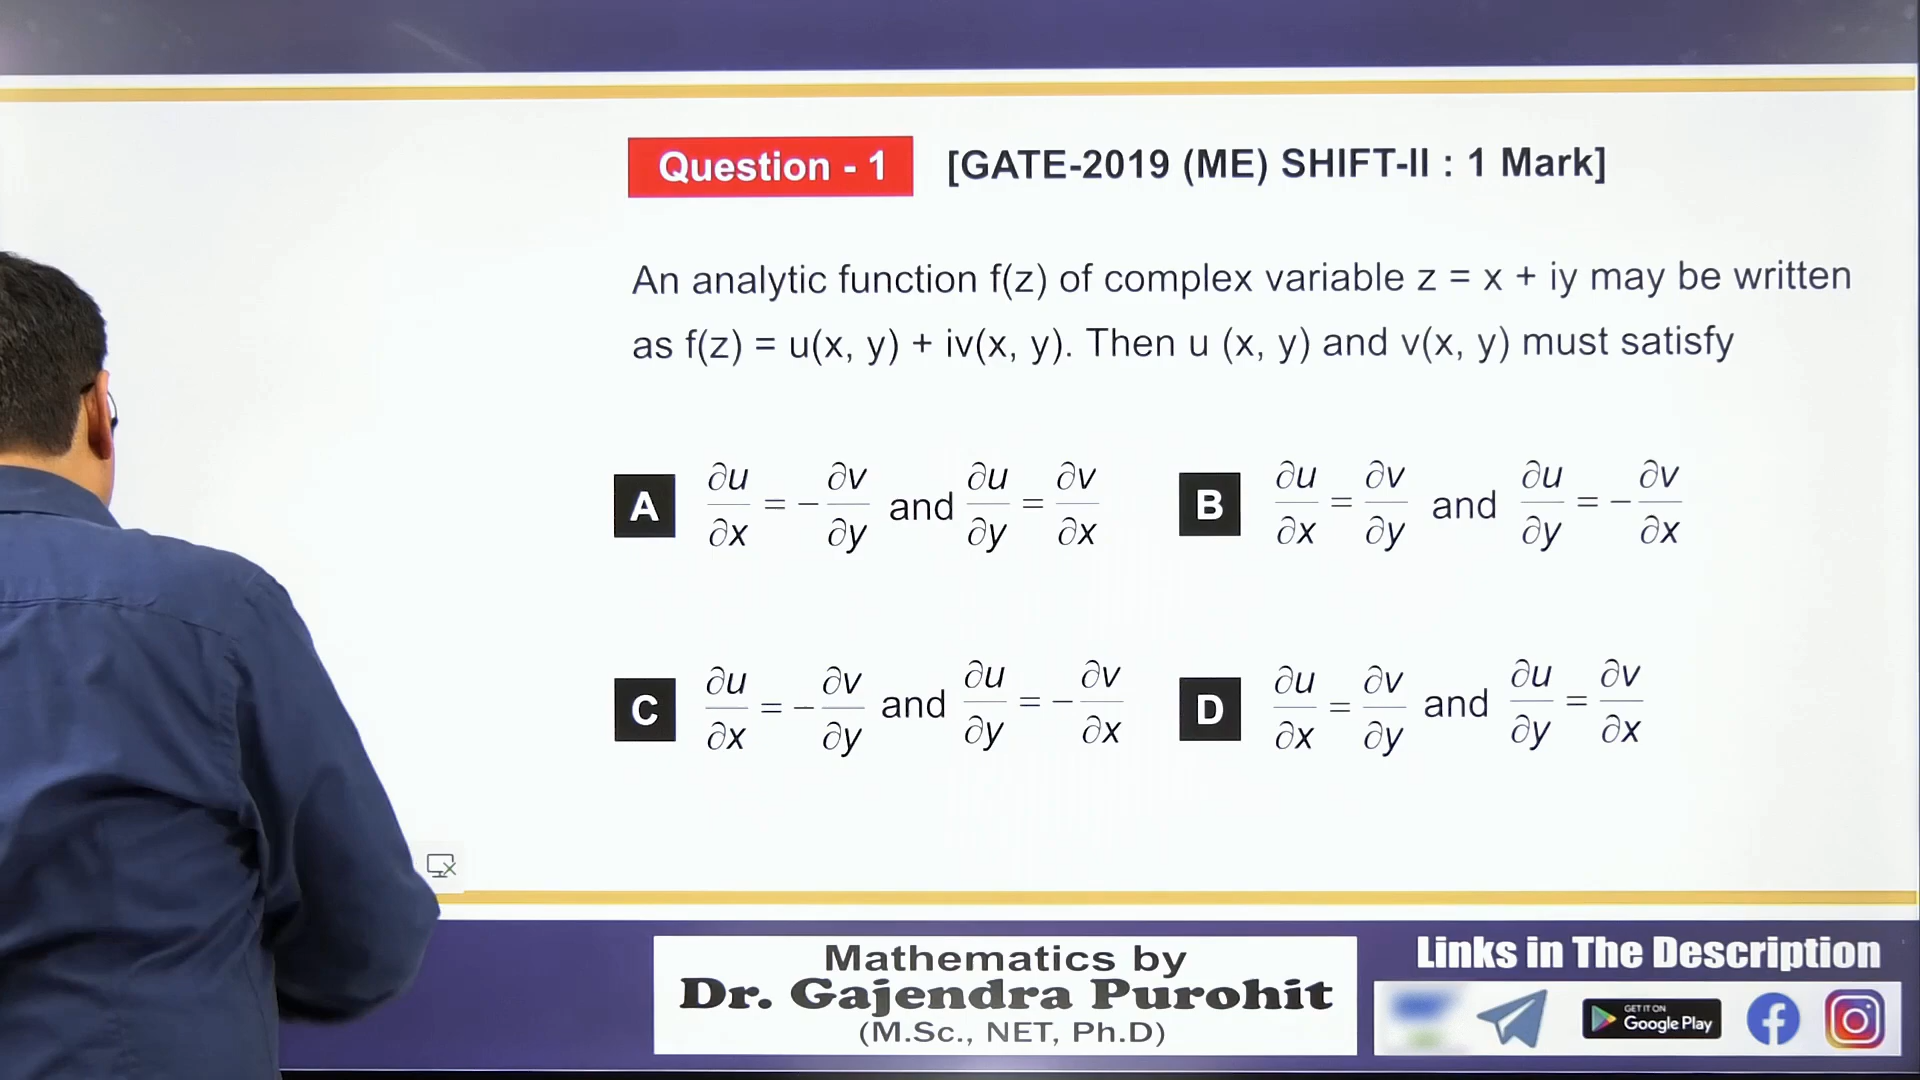 Question - 1 [GATE-2019 (ME) SHIFT-II : 1 Mark]
An analytic function f(z) of complex variable z = x + iy may be written
as f(z) = u(x, y) + iv(x, y). Then u (x, y) and v(x, y) must satisfy
A ∂u/∂x = − ∂v/∂y and ∂u/∂y = ∂v/∂x
B ∂u/∂x = ∂v/∂y and ∂u/∂y = − ∂v/∂x
C ∂u/∂x = − ∂v/∂y and ∂u/∂y = − ∂v/∂x
D ∂u/∂x = ∂v/∂y and ∂u/∂y = ∂v/∂x
Mathematics by
Dr. Gajendra Purohit
(M.Sc., NET, Ph.D)
Links in The Description
GET IT ON
Google Play